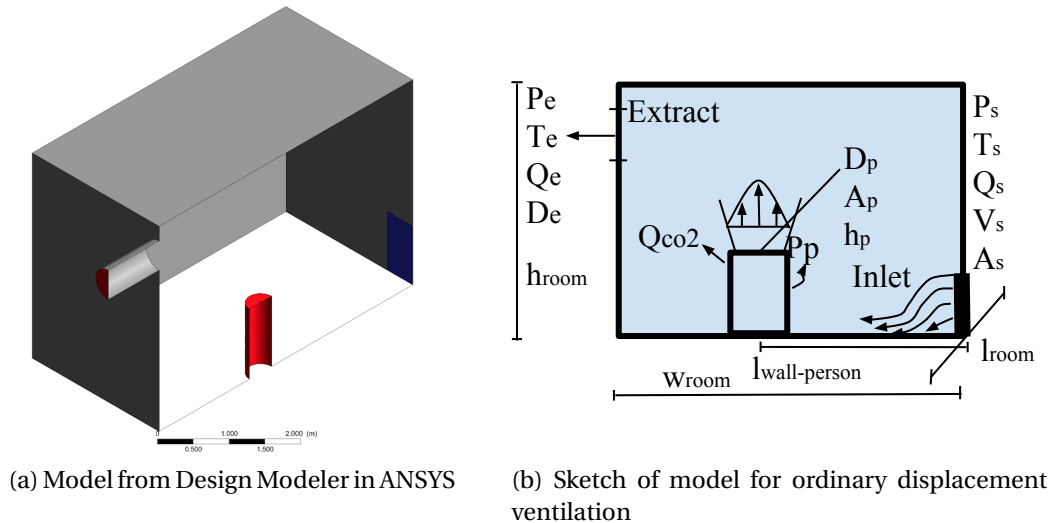 0 1.000 2.000 (m)
0.500 1.500
Pe
Te
Qe
De
hroom
Extract
Dp
Ap
hp
Qco2
Pp
Inlet
Ps
Ts
Qs
Vs
As
lroom
lwall-person
wroom
(a) Model from Design Modeler in ANSYS
(b) Sketch of model for ordinary displacement
ventilation